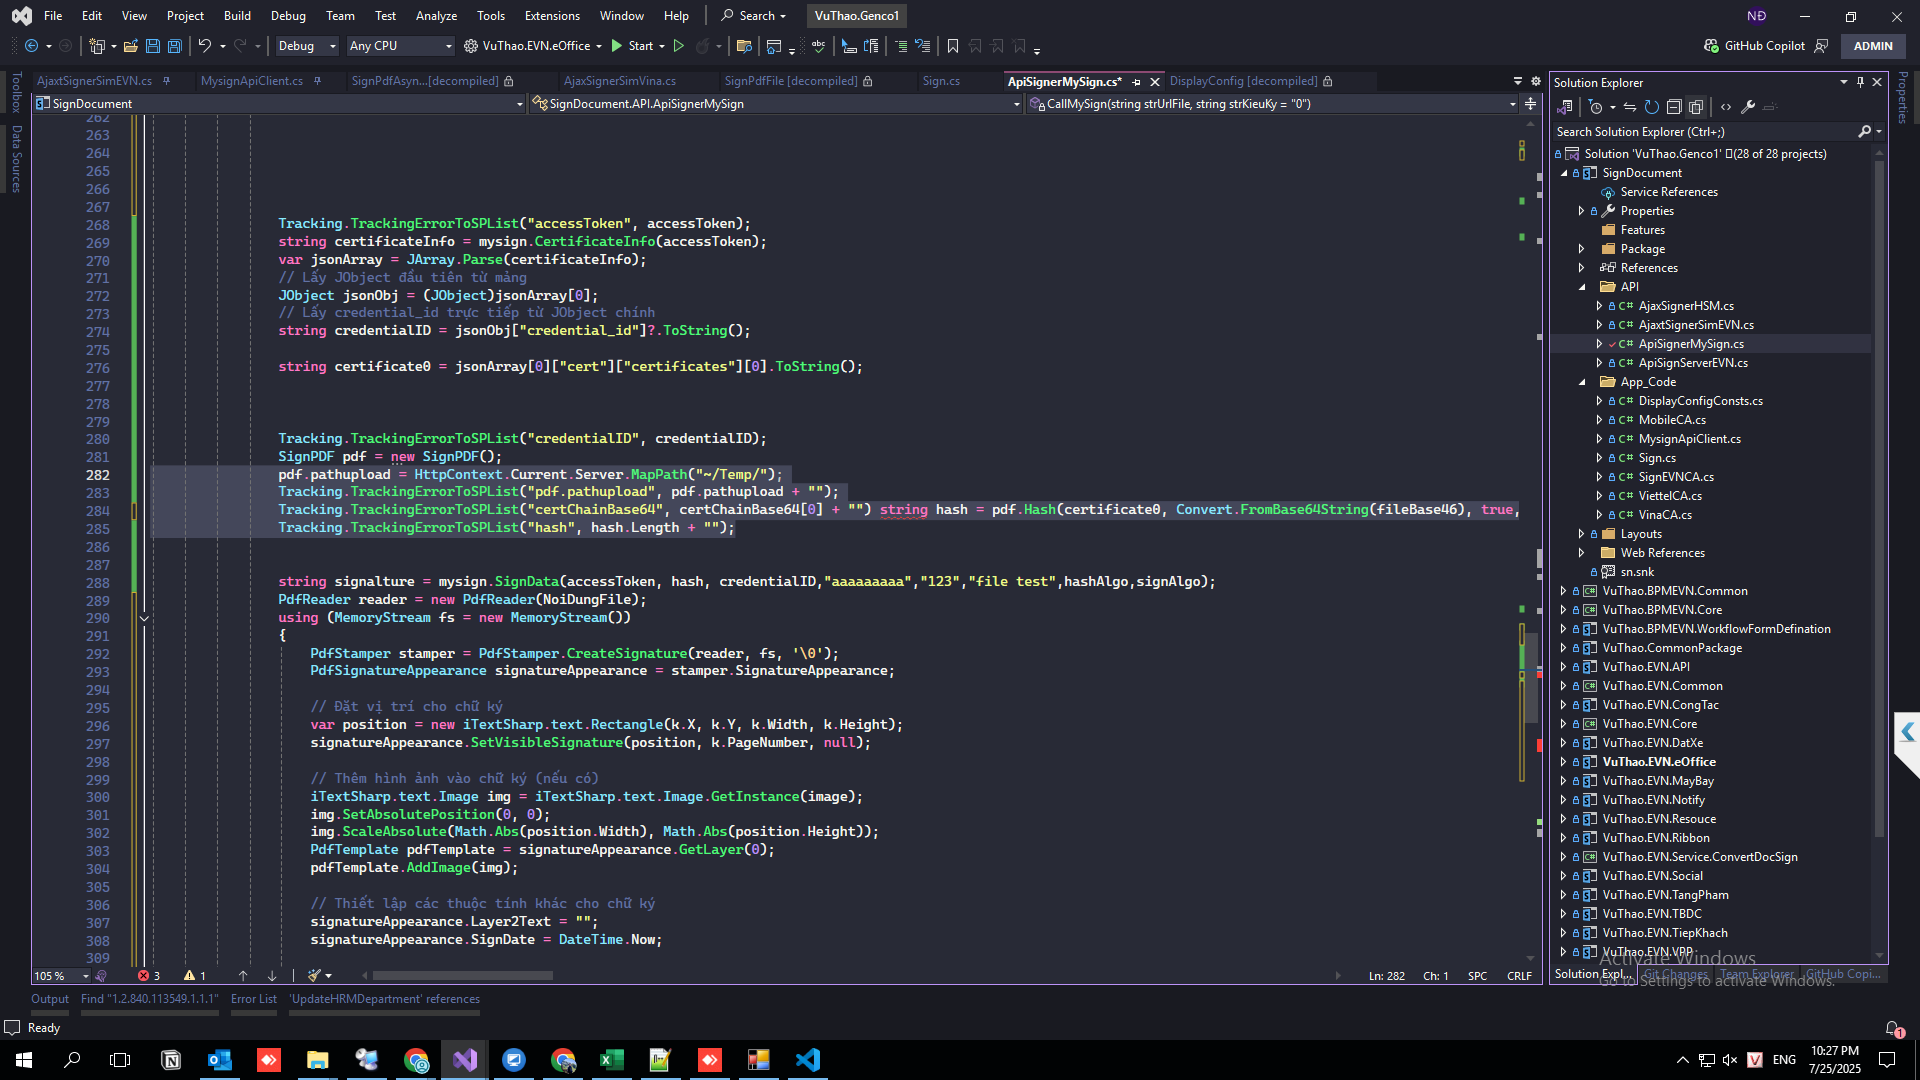 File Edit View Project Build Debug Team Test Analyze Tools Extensions Window Help Search VuThao.Genco1 NĐ
Debug Any CPU VuThao.EVN.eOffice Start GitHub Copilot ADMIN
AjaxtSignerSimEVN.cs MysignApiClient.cs SignPdfAsyn...[decompiled] AjaxSignerSimVina.cs SignPdfFile [decompiled] Sign.cs ApiSignerMySign.cs* DisplayConfig [decompiled]
SignDocument SignDocument.API.ApiSignerMySign CallMySign(string strUrlFile, string strKieuKy = "0")
Toolbox
Data Sources
262
263
264
265
266
267
268 Tracking.TrackingErrorToSPList("accessToken", accessToken);
269 string certificateInfo = mysign.CertificateInfo(accessToken);
270 var jsonArray = JArray.Parse(certificateInfo);
271 // Lấy JObject đầu tiên từ mảng
272 JObject jsonObj = (JObject)jsonArray[0];
273 // Lấy credential_id trực tiếp từ JObject chính
274 string credentialID = jsonObj["credential_id"]?.ToString();
275
276 string certificate0 = jsonArray[0]["cert"]["certificates"][0].ToString();
277
278
279
280 Tracking.TrackingErrorToSPList("credentialID", credentialID);
281 SignPDF pdf = new SignPDF();
282 pdf.pathupload = HttpContext.Current.Server.MapPath("~/Temp/");
283 Tracking.TrackingErrorToSPList("pdf.pathupload", pdf.pathupload + "");
284 Tracking.TrackingErrorToSPList("certChainBase64", certChainBase64[0] + "") string hash = pdf.Hash(certificate0, Convert.FromBase64String(fileBase46), true,
285 Tracking.TrackingErrorToSPList("hash", hash.Length + "");
286
287
288 string signalture = mysign.SignData(accessToken, hash, credentialID,"aaaaaaaaa","123","file test",hashAlgo,signAlgo);
289 PdfReader reader = new PdfReader(NoiDungFile);
290 using (MemoryStream fs = new MemoryStream())
291 {
292 PdfStamper stamper = PdfStamper.CreateSignature(reader, fs, '\0');
293 PdfSignatureAppearance signatureAppearance = stamper.SignatureAppearance;
294
295 // Đặt vị trí cho chữ ký
296 var position = new iTextSharp.text.Rectangle(k.X, k.Y, k.Width, k.Height);
297 signatureAppearance.SetVisibleSignature(position, k.PageNumber, null);
298
299 // Thêm hình ảnh vào chữ ký (nếu có)
300 iTextSharp.text.Image img = iTextSharp.text.Image.GetInstance(image);
301 img.SetAbsolutePosition(0, 0);
302 img.ScaleAbsolute(Math.Abs(position.Width), Math.Abs(position.Height));
303 PdfTemplate pdfTemplate = signatureAppearance.GetLayer(0);
304 pdfTemplate.AddImage(img);
305
306 // Thiết lập các thuộc tính khác cho chữ ký
307 signatureAppearance.Layer2Text = "";
308 signatureAppearance.SignDate = DateTime.Now;
309
105 % 3 1 Ln: 282 Ch: 1 SPC CRLF
Solution Explorer
Search Solution Explorer (Ctrl+;)
Solution 'VuThao.Genco1' (28 of 28 projects)
SignDocument
Service References
Properties
Features
Package
References
API
AjaxSignerHSM.cs
AjaxtSignerSimEVN.cs
ApiSignerMySign.cs
ApiSignServerEVN.cs
App_Code
DisplayConfigConsts.cs
MobileCA.cs
MysignApiClient.cs
Sign.cs
SignEVNCA.cs
ViettelCA.cs
VinaCA.cs
Layouts
Web References
sn.snk
VuThao.BPMEVN.Common
VuThao.BPMEVN.Core
VuThao.BPMEVN.WorkflowFormDefination
VuThao.CommonPackage
VuThao.EVN.API
VuThao.EVN.Common
VuThao.EVN.CongTac
VuThao.EVN.Core
VuThao.EVN.DatXe
VuThao.EVN.eOffice
VuThao.EVN.MayBay
VuThao.EVN.Notify
VuThao.EVN.Resouce
VuThao.EVN.Ribbon
VuThao.EVN.Service.ConvertDocSign
VuThao.EVN.Social
VuThao.EVN.TangPham
VuThao.EVN.TBDC
VuThao.EVN.TiepKhach
VuThao.EVN.VPP
Solution Expl... Git Changes Team Explorer GitHub Copi...
Properties
Activate Windows
Go to Settings to activate Windows.
Output Find "1.2.840.113549.1.1.1" Error List 'UpdateHRMDepartment' references
Ready 1
ENG
10:27 PM
7/25/2025